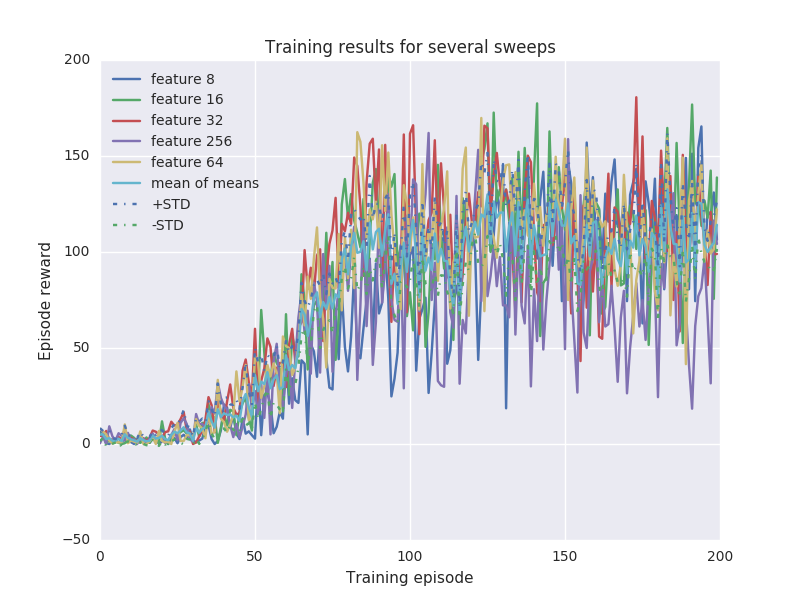 Training results for several sweeps
200
150
100
50
0
−50
Episode reward
feature 8
feature 16
feature 32
feature 256
feature 64
mean of means
+STD
-STD
0 50 100 150 200
Training episode